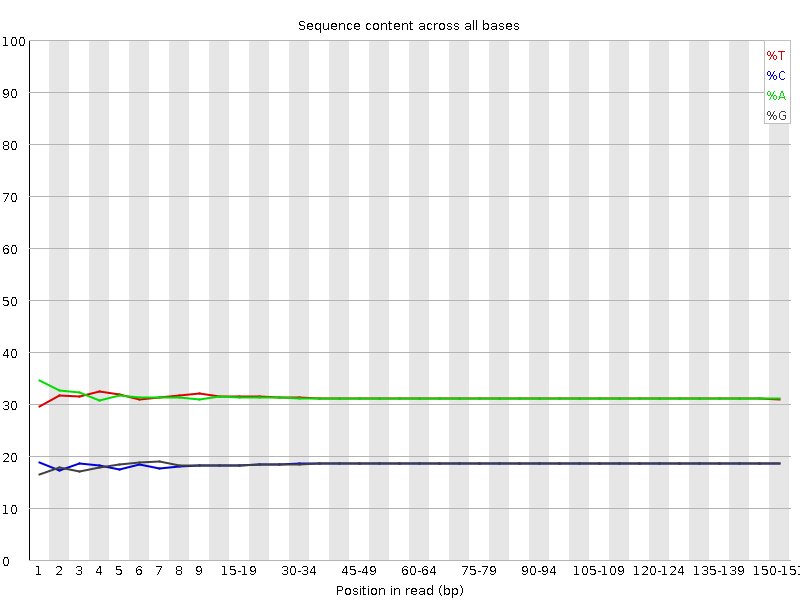 Sequence content across all bases
100
90
80
70
60
50
40
30
20
10
0
%T
%C
%A
%G
1 2 3 4 5 6 7 8 9 15-19 30-34 45-49 60-64 75-79 90-94 105-109 120-124 135-139 150-151
Position in read (bp)